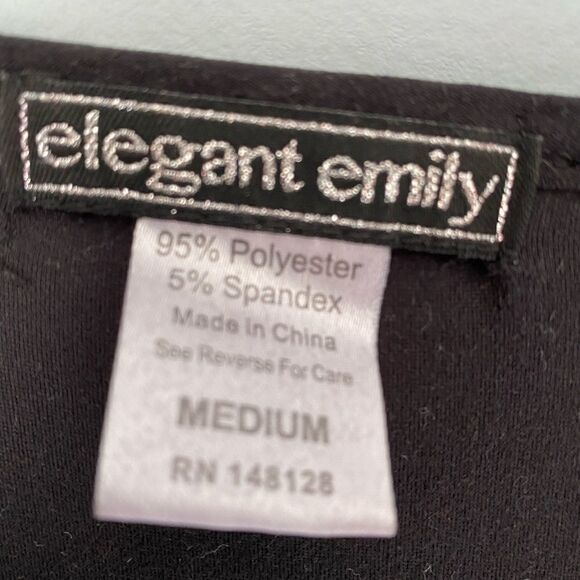 elegant emily
95% Polyester
5% Spandex
Made in China
See Reverse For Care
MEDIUM
RN 148128